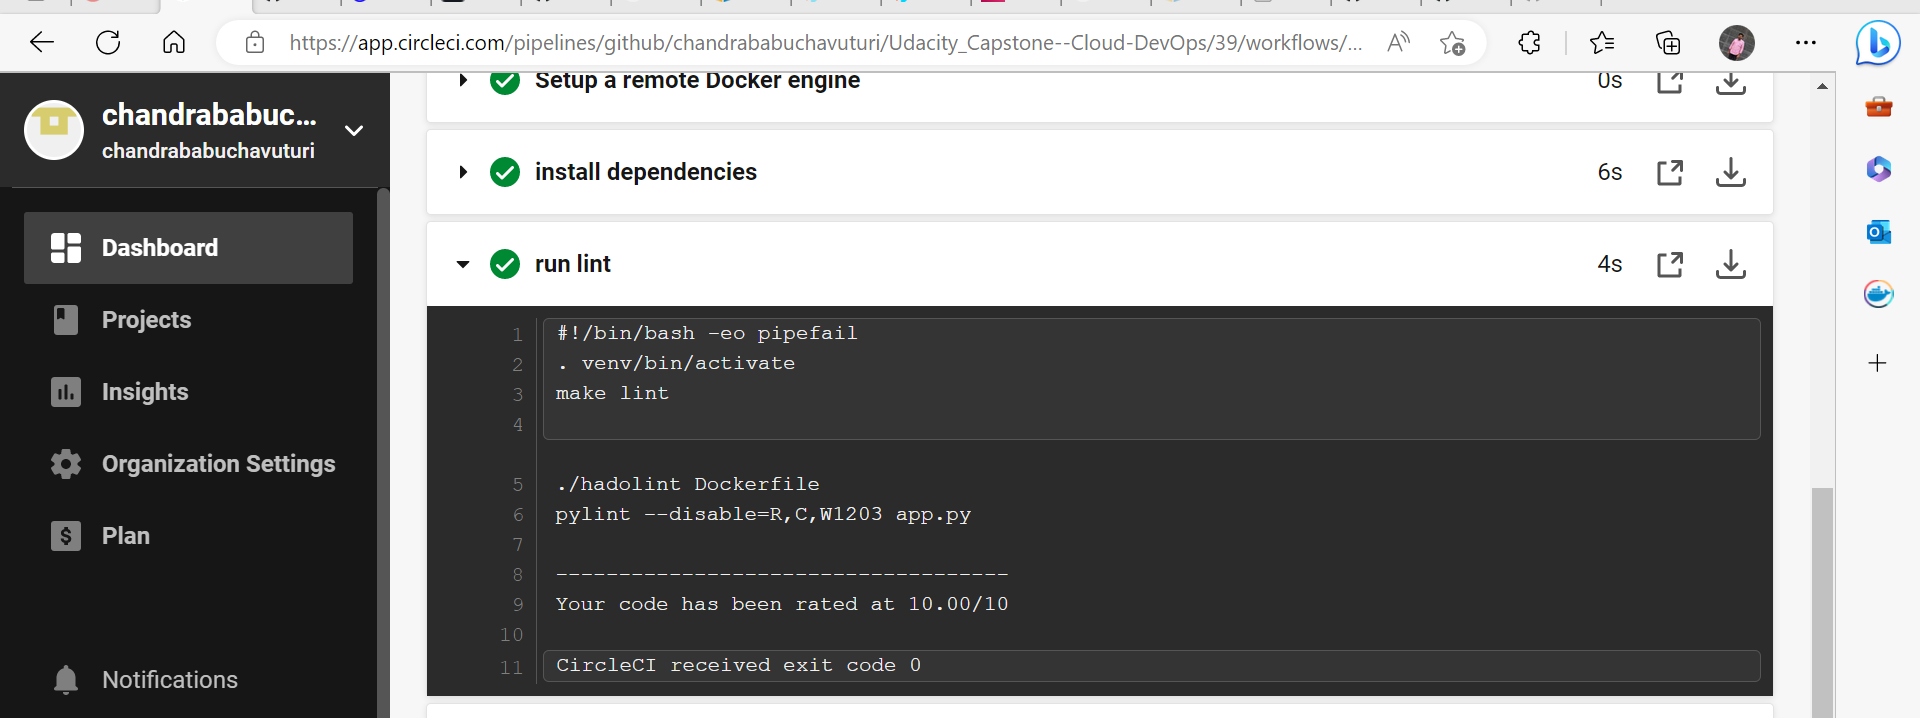 https://app.circleci.com/pipelines/github/chandrababuchavuturi/Udacity_Capstone--Cloud-DevOps/39/workflows/...
chandrababuc...
chandrababuchavuturi
Dashboard
Projects
Insights
Organization Settings
Plan
Notifications
Setup a remote Docker engine 0s
install dependencies 6s
run lint 4s
1 #!/bin/bash -eo pipefail
2 . venv/bin/activate
3 make lint
4
5 ./hadolint Dockerfile
6 pylint --disable=R,C,W1203 app.py
7
8 ------------------------------------
9 Your code has been rated at 10.00/10
10
11 CircleCI received exit code 0